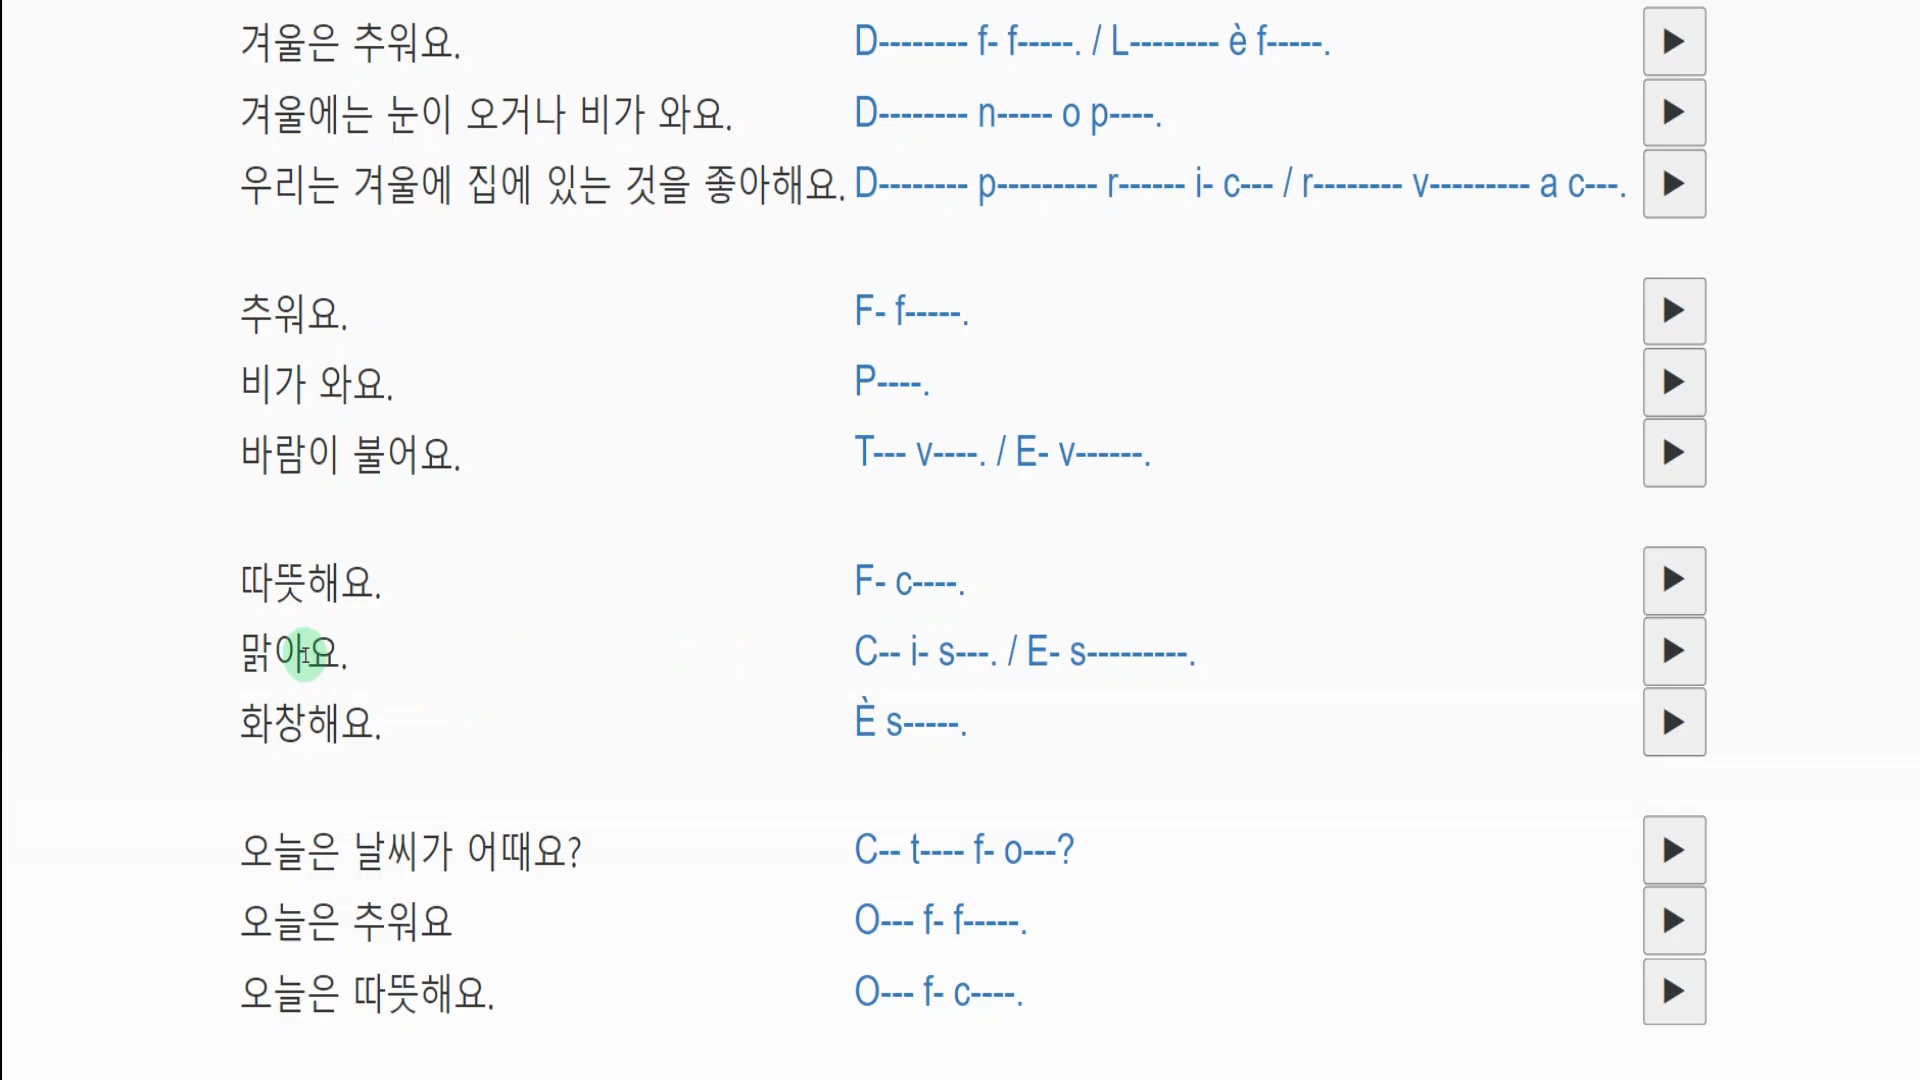 겨울은 추워요. D-------- f- f-----. / L-------- è f-----.
겨울에는 눈이 오거나 비가 와요. D-------- n----- o p----.
우리는 겨울에 집에 있는 것을 좋아해요. D-------- p--------- r------ i- c--- / r-------- v--------- a c---.
추워요. F- f-----.
비가 와요. P----.
바람이 불어요. T--- v----. / E- v------.
따뜻해요. F- c----.
맑아요. C-- i- s---. / E- s---------.
화창해요. È s-----.
오늘은 날씨가 어때요? C-- t---- f- o---?
오늘은 추워요 O--- f- f-----.
오늘은 따뜻해요. O--- f- c----.